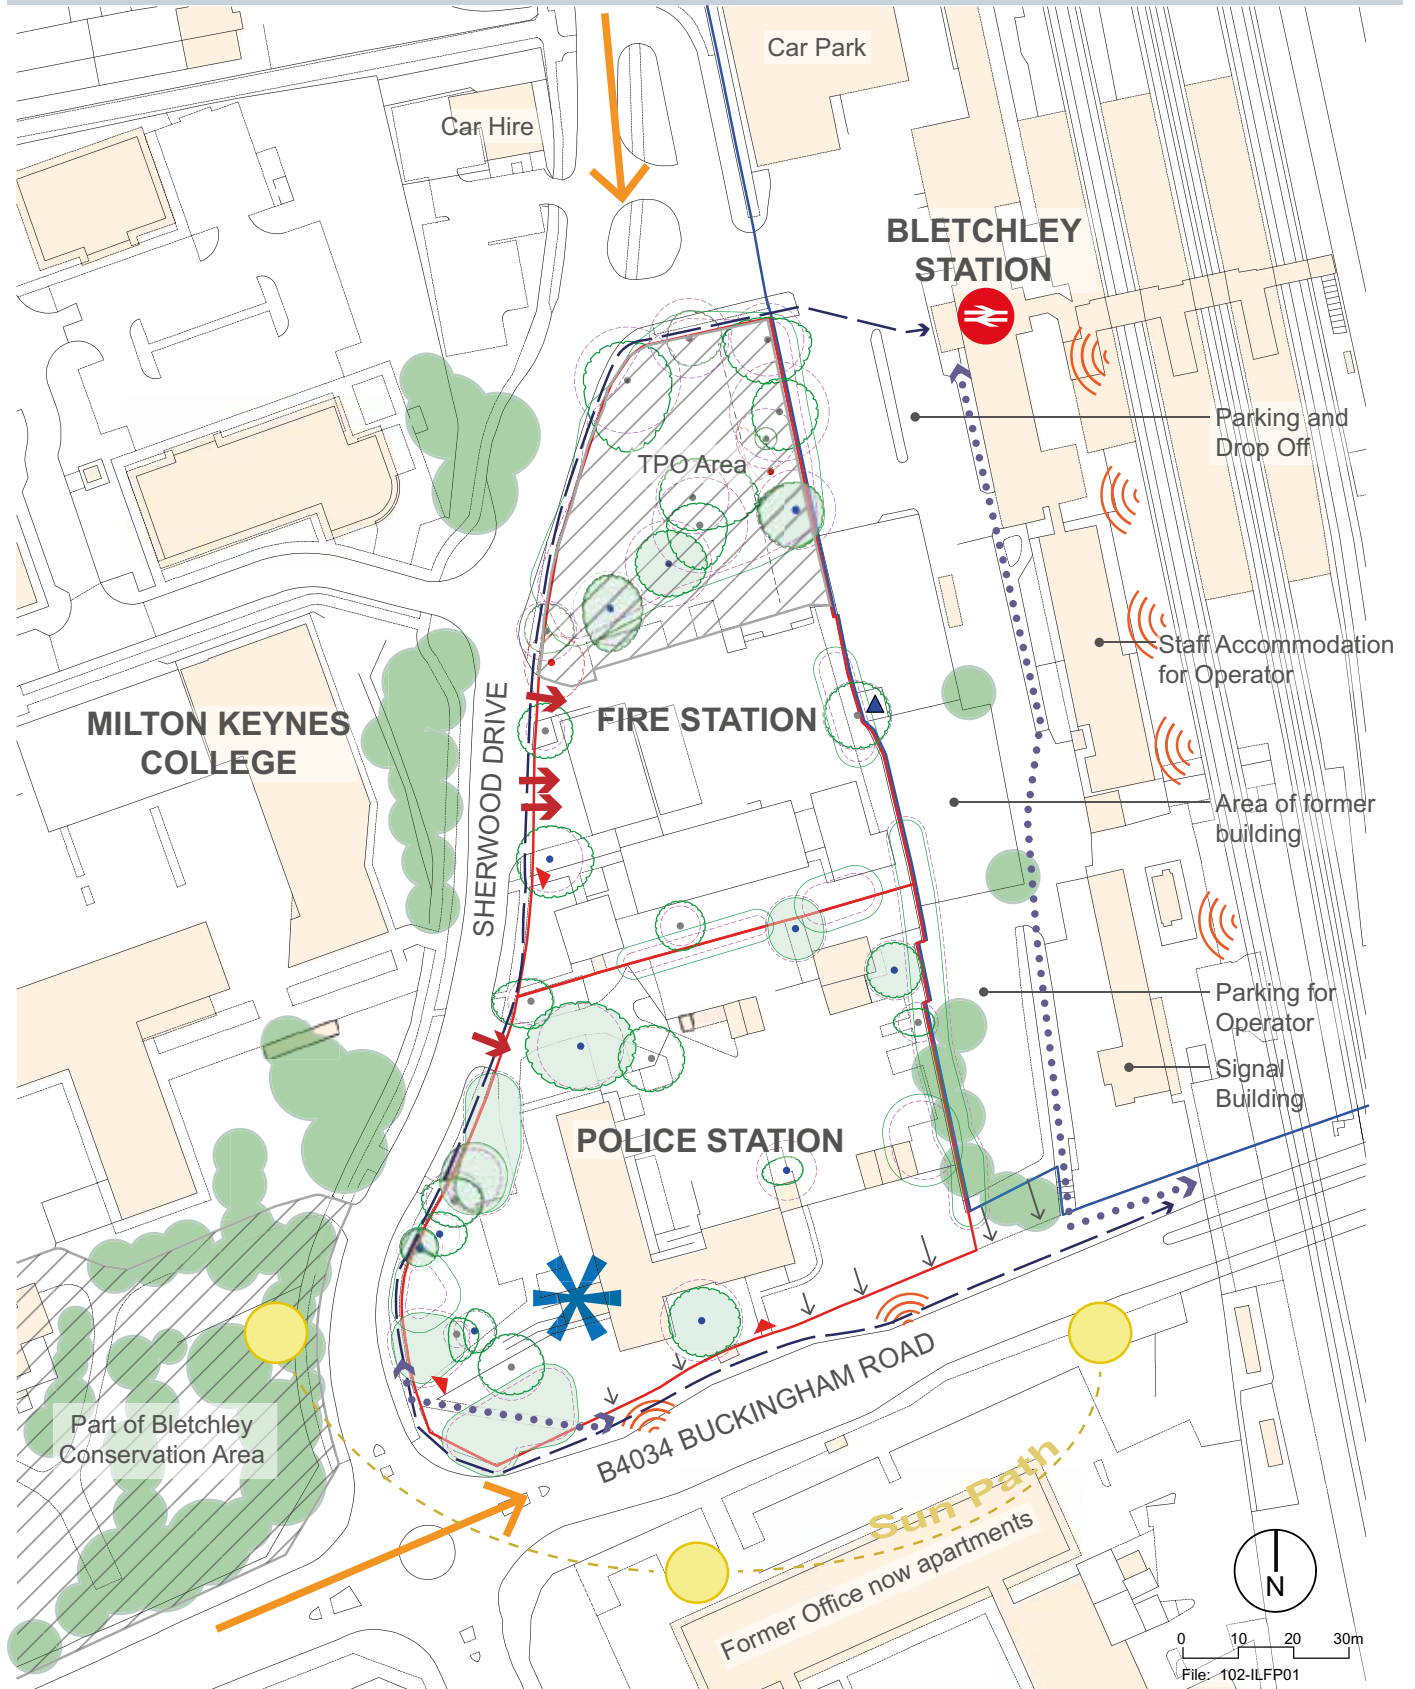 Car Park
Car Hire
BLETCHLEY
STATION
Parking and
Drop Off
TPO Area
Staff Accommodation
for Operator
MILTON KEYNES
COLLEGE
SHERWOOD DRIVE
FIRE STATION
Area of former
building
Parking for
Operator
Signal
Building
POLICE STATION
B4034 BUCKINGHAM ROAD
Part of Bletchley
Conservation Area
Sun Path
Former Office now apartments
N
0 10 20 30m
File: 102-ILFP01